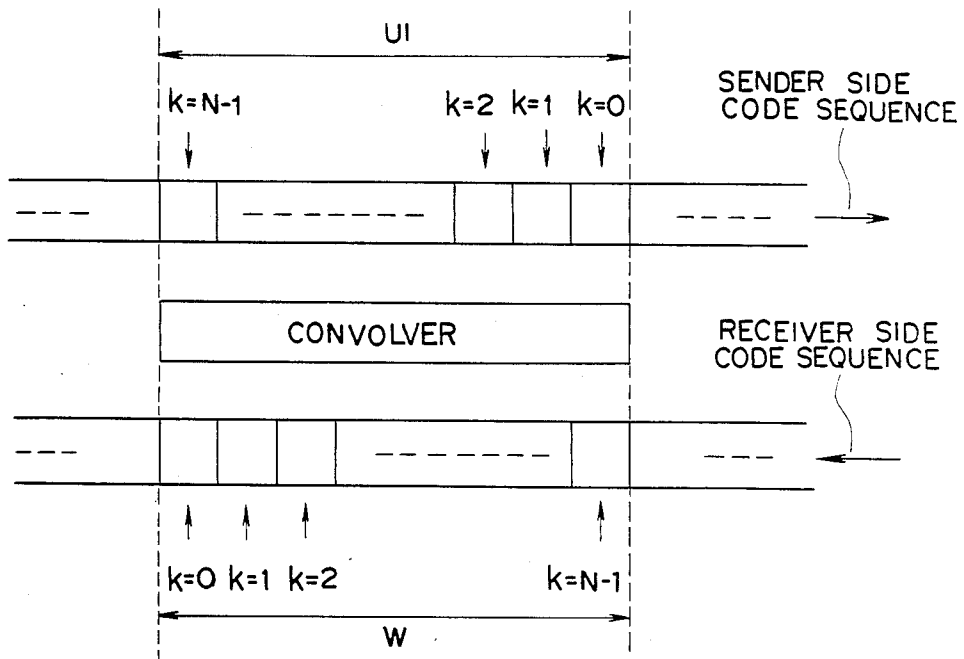 UI
k=N-1 k=2 k=1 k=0
SENDER SIDE
CODE SEQUENCE
CONVOLVER
RECEIVER SIDE
CODE SEQUENCE
k=0 k=1 k=2 k=N-1
W